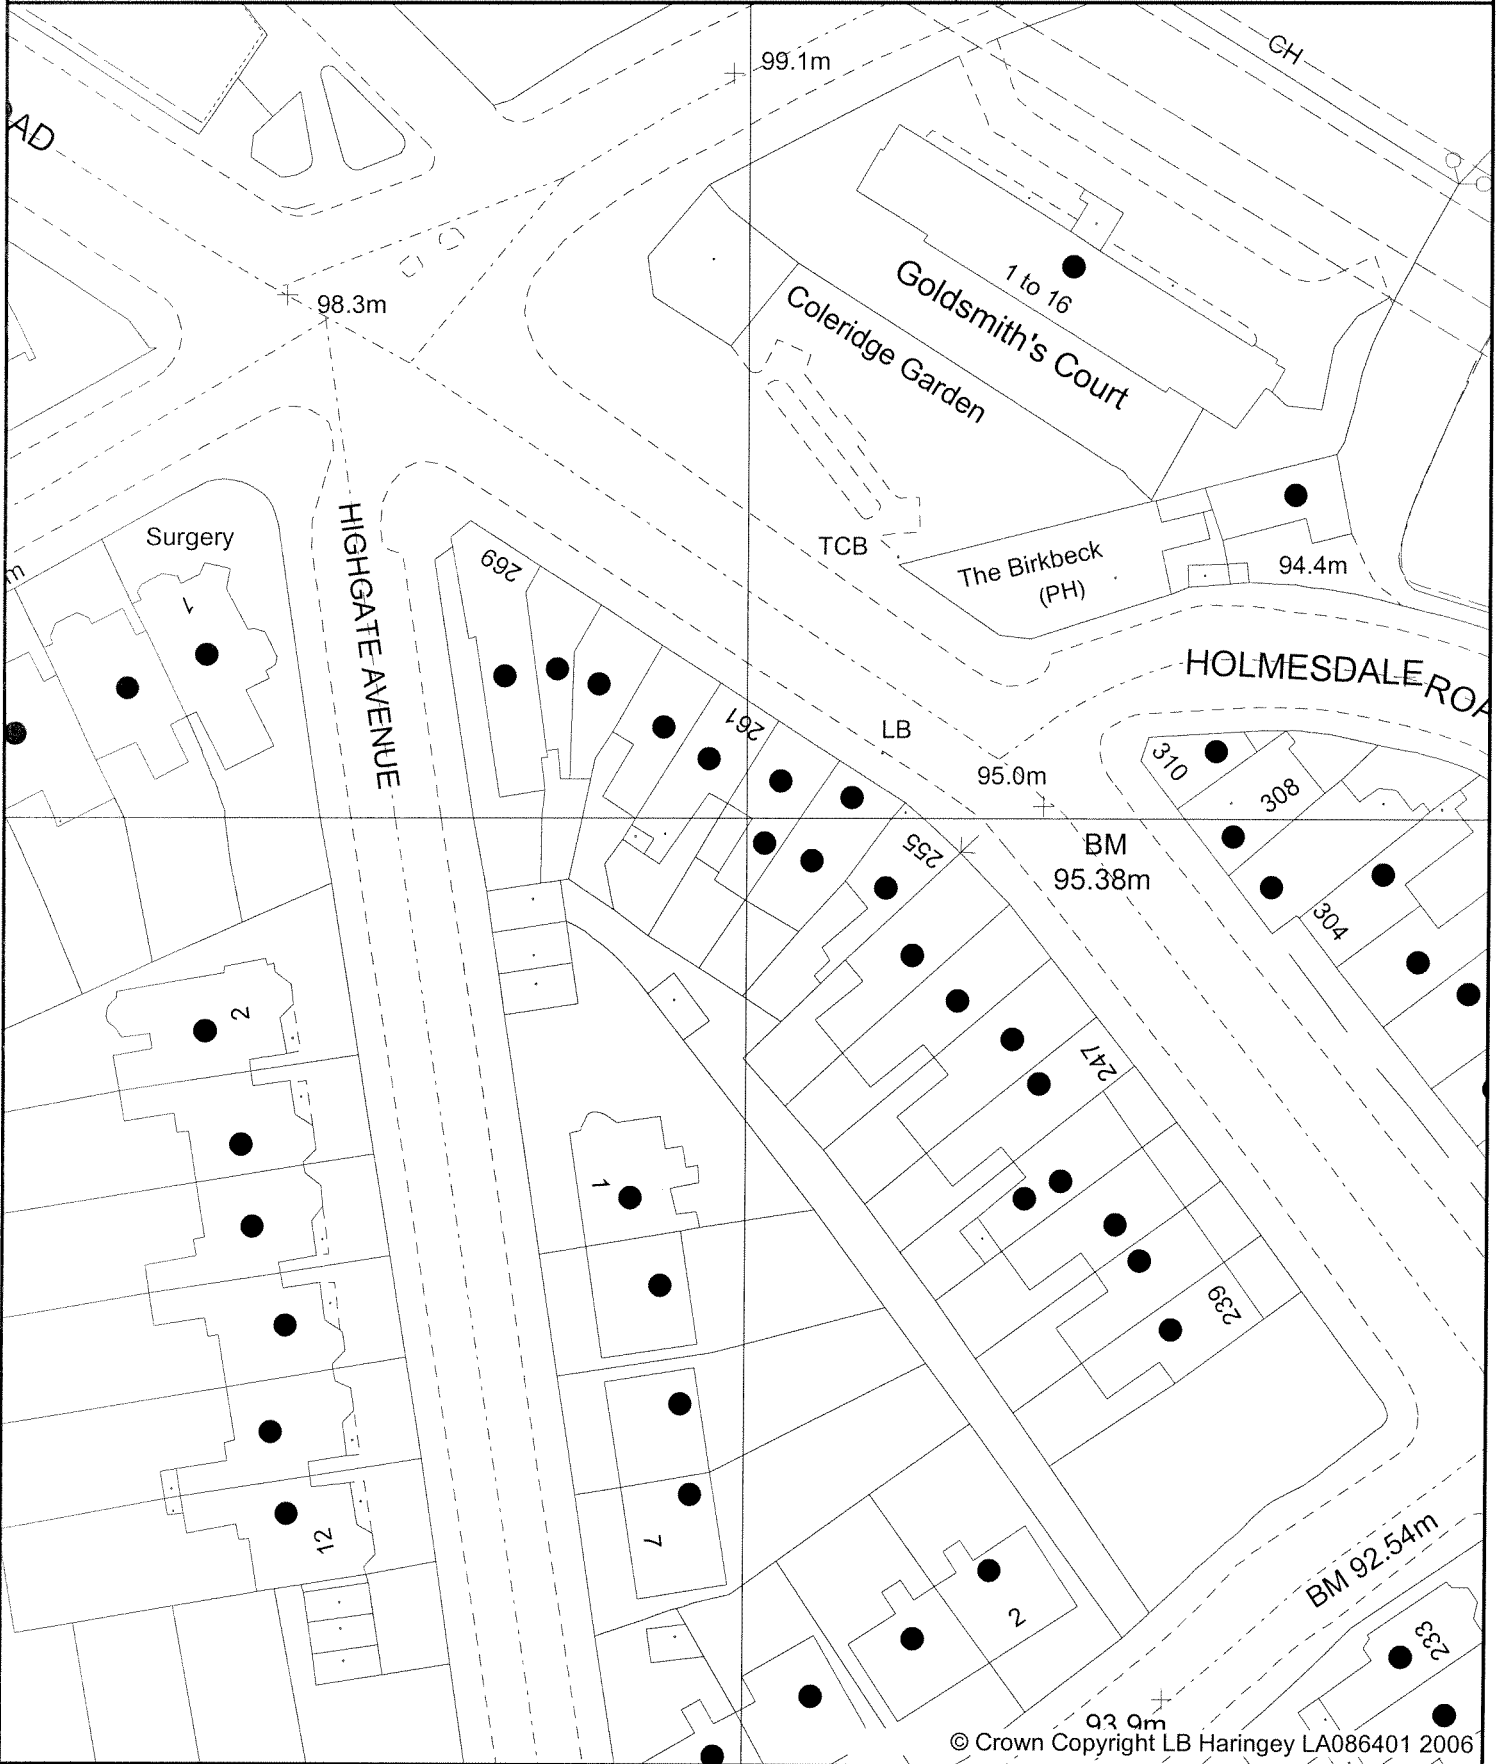 CH
99.1m
OAD
98.3m
1 to 16
Goldsmith's Court
Coleridge Garden
Surgery
HIGHGATE AVENUE
269
TCB
The Birkbeck
(PH)
94.4m
m
1
HOLMESDALE ROA
261
LB
310
95.0m
308
255
BM
95.38m
304
2
247
1
239
7
12
BM 92.54m
2
233
93.9m
© Crown Copyright LB Haringey LA086401 2006